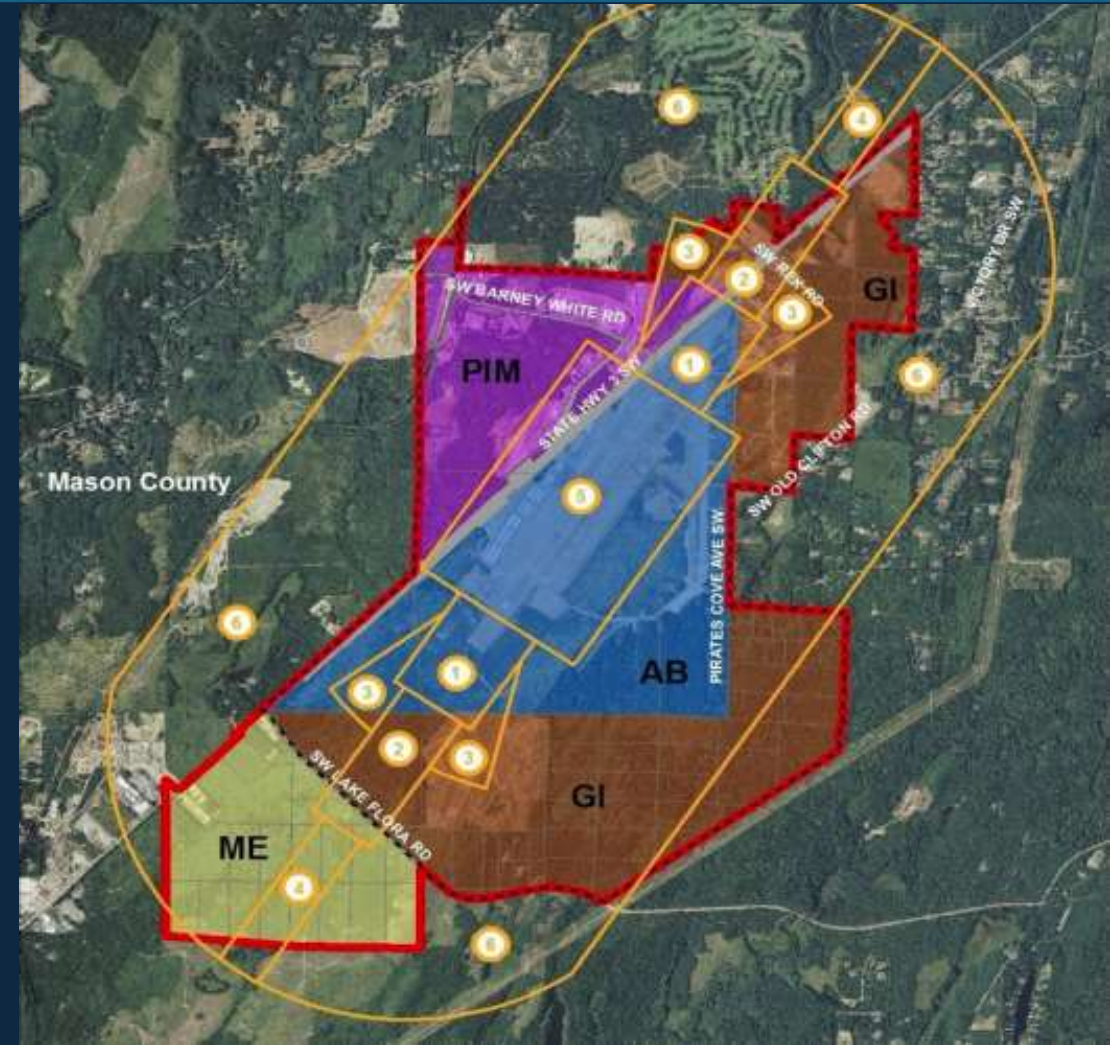 6
4
VICTORY DR SW
3
SW REX RD
2
GI
3
SW BARNEY WHITE RD
PIM
1
STATE HWY 3 SW
6
SW OLD CLIFTON RD
Mason County
5
PIRATES COVE AVE SW
6
AB
1
3
2
3
SW LAKE FLORA RD
GI
ME
4
6